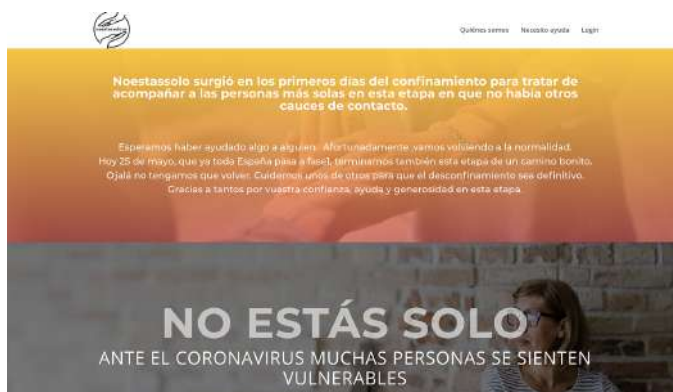 Quiénes somos Necesito ayuda Login
Noestassolo surgió en los primeros días del confinamiento para tratar de
acompañar a las personas más solas en esta etapa en que no había otros
cauces de contacto.
Esperamos haber ayudado algo a alguien. Afortunadamente ,vamos volviendo a la normalidad.
Hoy 25 de mayo, que ya toda España pasa a fase1, terminamos también esta etapa de un camino bonito.
Ojalá no tengamos que volver. Cuidemos unos de otros para que el desconfinamiento sea definitivo.
Gracias a tantos por vuestra confianza, ayuda y generosidad en esta etapa.
NO ESTÁS SOLO
ANTE EL CORONAVIRUS MUCHAS PERSONAS SE SIENTEN
VULNERABLES